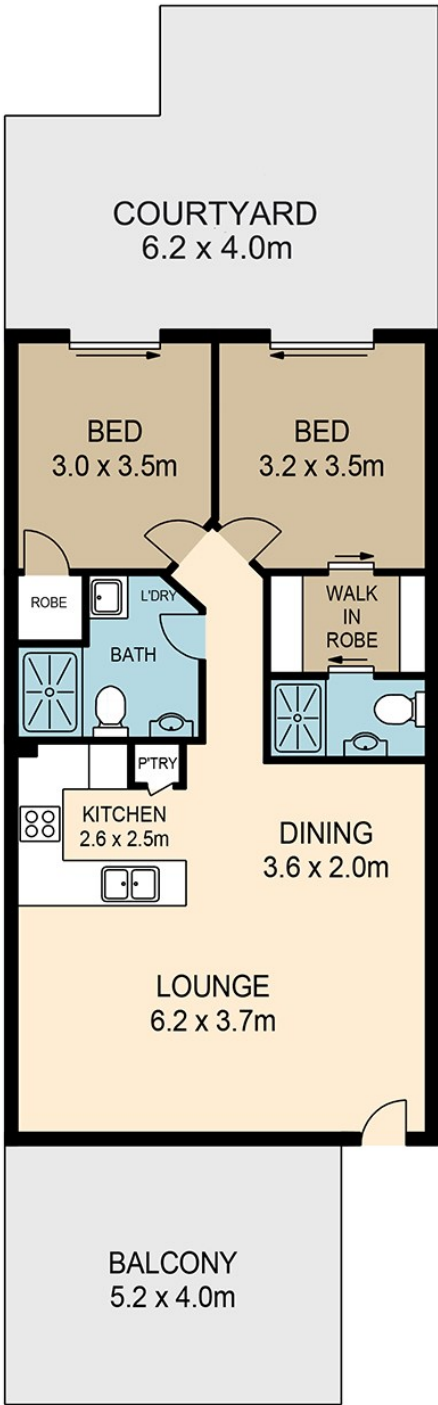 COURTYARD
6.2 x 4.0m
BED
3.0 x 3.5m
BED
3.2 x 3.5m
ROBE
L'DRY
BATH
WALK
IN
ROBE
P'TRY
KITCHEN
2.6 x 2.5m
DINING
3.6 x 2.0m
LOUNGE
6.2 x 3.7m
BALCONY
5.2 x 4.0m